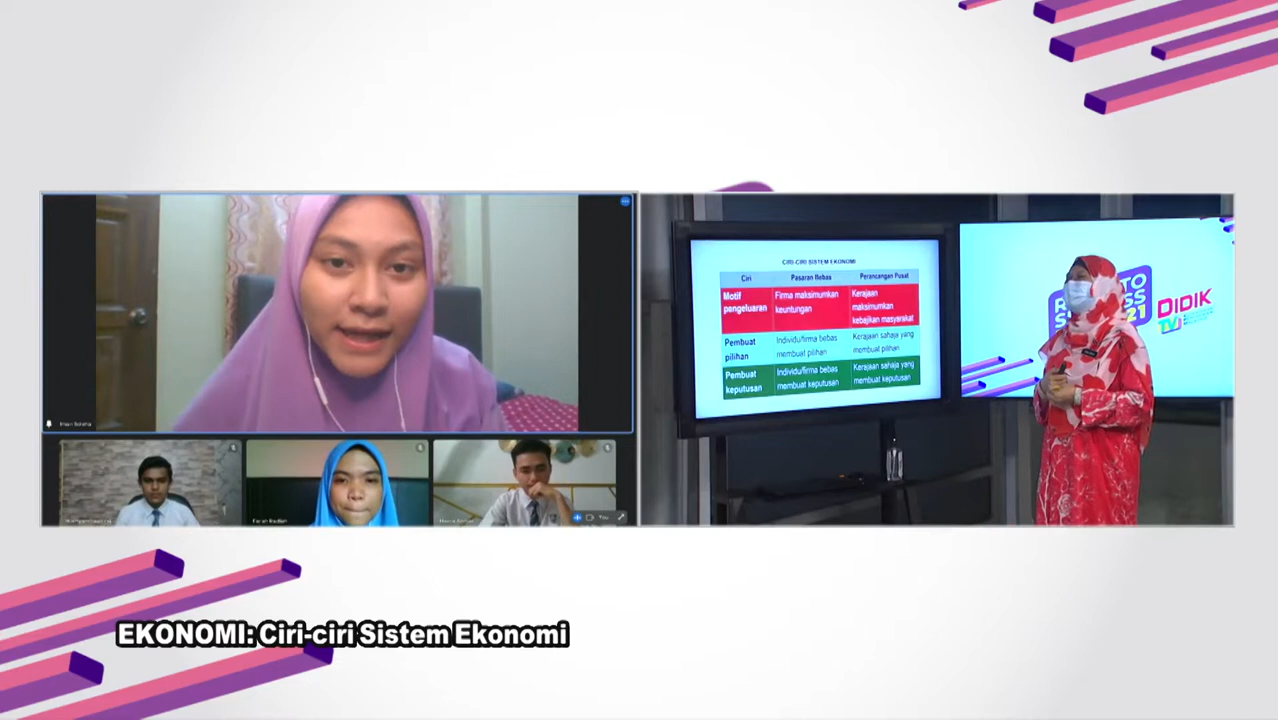 CIRI-CIRI SISTEM EKONOMI
Ciri Pasaran Bebas Perancangan Pusat
Motif pengeluaran
Firma maksimumkan keuntungan
Kerajaan maksimumkan kebajikan masyarakat
Pembuat pilihan
Individu/firma bebas membuat pilihan
Kerajaan sahaja yang membuat pilihan
Pembuat keputusan
Individu/firma bebas membuat keputusan
Kerajaan sahaja yang membuat keputusan
DIDIK
TV
You
EKONOMI: Ciri-ciri Sistem Ekonomi